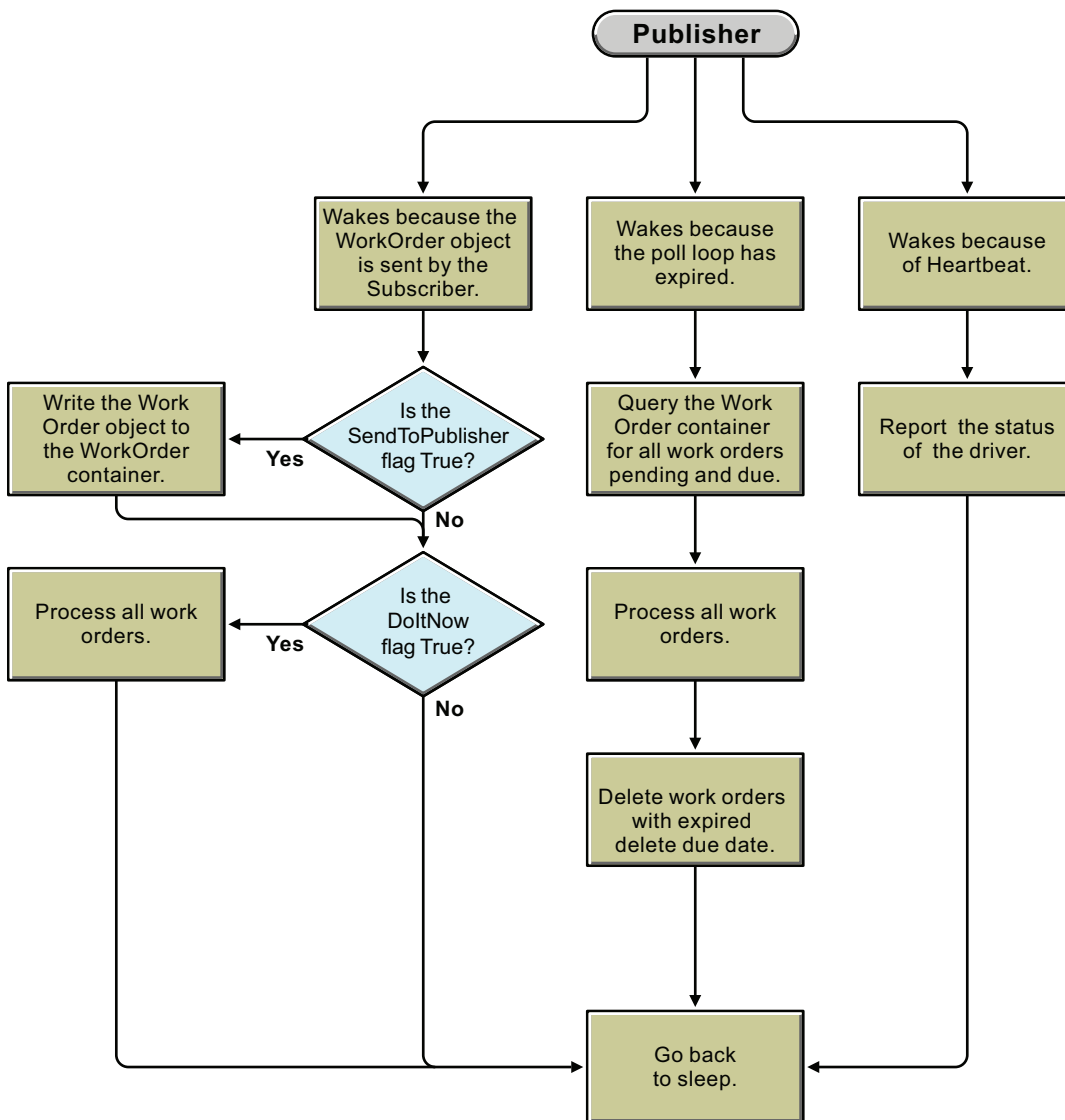 Publisher
Wakes because the
WorkOrder object
is sent by the
Subscriber.
Wakes because
the poll loop has
expired.
Wakes because
of Heartbeat.
Write the Work
Order object to
the WorkOrder
container.
Yes
Is the
SendToPublisher
flag True?
No
Query the Work
Order container
for all work orders
pending and due.
Report the status
of the driver.
Process all work
orders.
Yes
Is the
DoItNow
flag True?
No
Process all work
orders.
Delete work orders
with expired
delete due date.
Go back
to sleep.